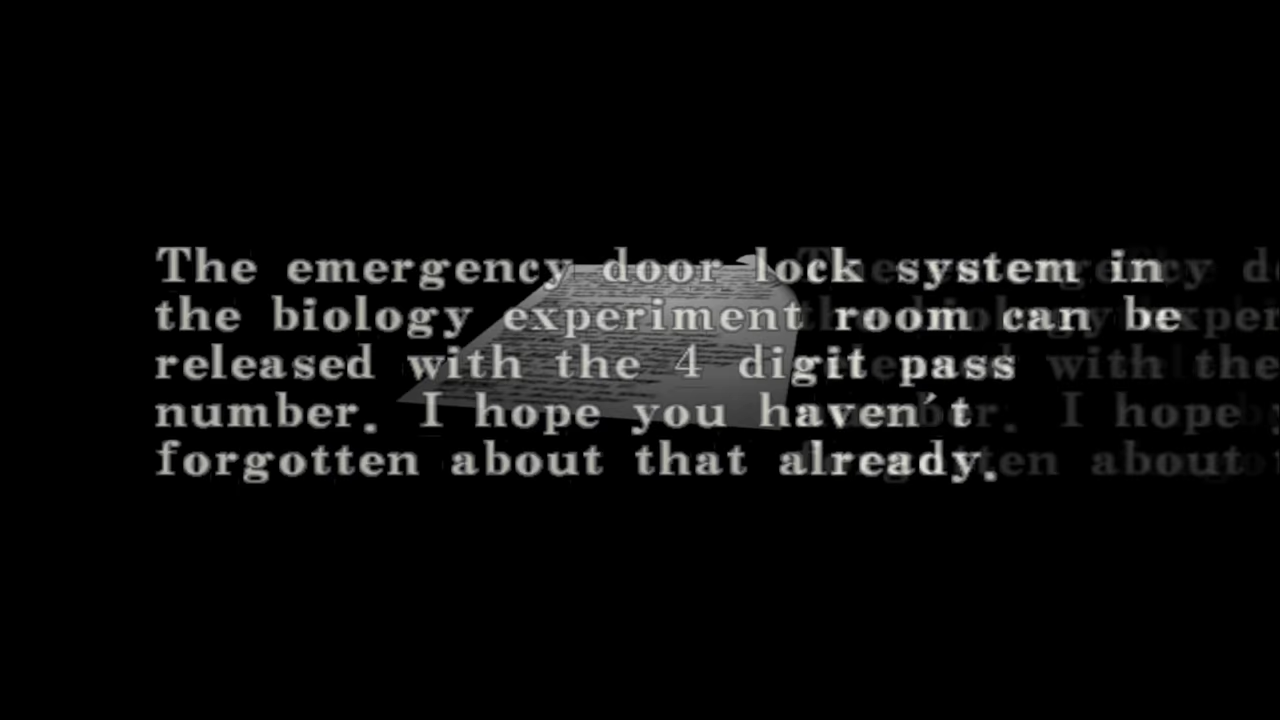 The emergency door lock system in
the biology experiment room can be
released with the 4 digit pass
number. I hope you haven't
forgotten about that already.